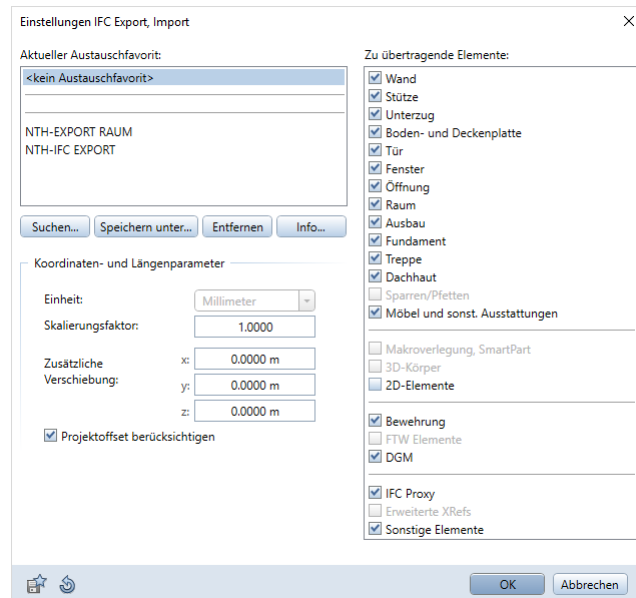 Einstellungen IFC Export, Import
Aktueller Austauschfavorit:
<kein Austauschfavorit>
NTH-EXPORT RAUM
NTH-IFC EXPORT
Suchen...
Speichern unter...
Entfernen
Info...
Koordinaten- und Längenparameter
Einheit:
Millimeter
Skalierungsfaktor:
1.0000
Zusätzliche
Verschiebung:
x:
0.0000 m
y:
0.0000 m
z:
0.0000 m
Projektoffset berücksichtigen
Zu übertragende Elemente:
Wand
Stütze
Unterzug
Boden- und Deckenplatte
Tür
Fenster
Öffnung
Raum
Ausbau
Fundament
Treppe
Dachhaut
Sparren/Pfetten
Möbel und sonst. Ausstattungen
Makroverlegung, SmartPart
3D-Körper
2D-Elemente
Bewehrung
FTW Elemente
DGM
IFC Proxy
Erweiterte XRefs
Sonstige Elemente
OK
Abbrechen